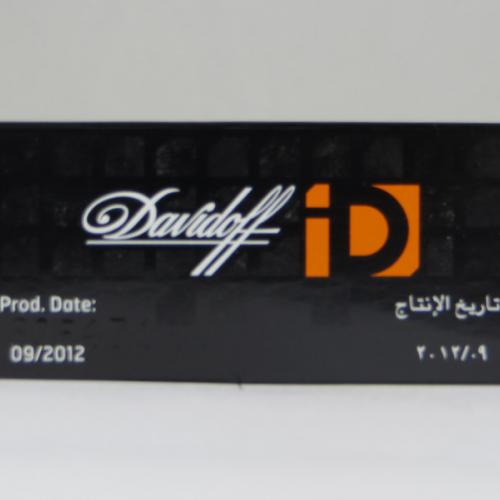 Davidoff iD
Prod. Date:
09/2012
تاريخ الإنتاج
٢٠١٢/٠٩